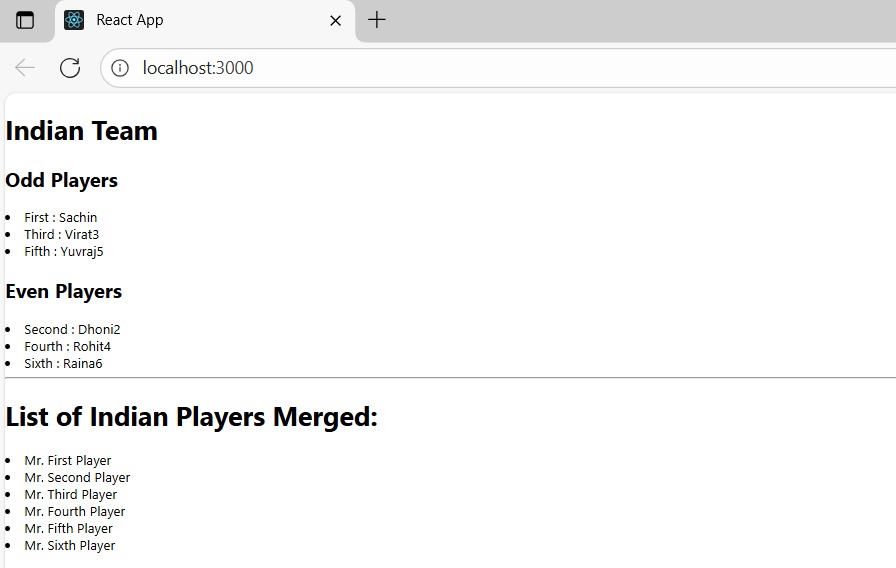 React App
localhost:3000
Indian Team
Odd Players
First : Sachin
Third : Virat3
Fifth : Yuvraj5
Even Players
Second : Dhoni2
Fourth : Rohit4
Sixth : Raina6
List of Indian Players Merged:
Mr. First Player
Mr. Second Player
Mr. Third Player
Mr. Fourth Player
Mr. Fifth Player
Mr. Sixth Player